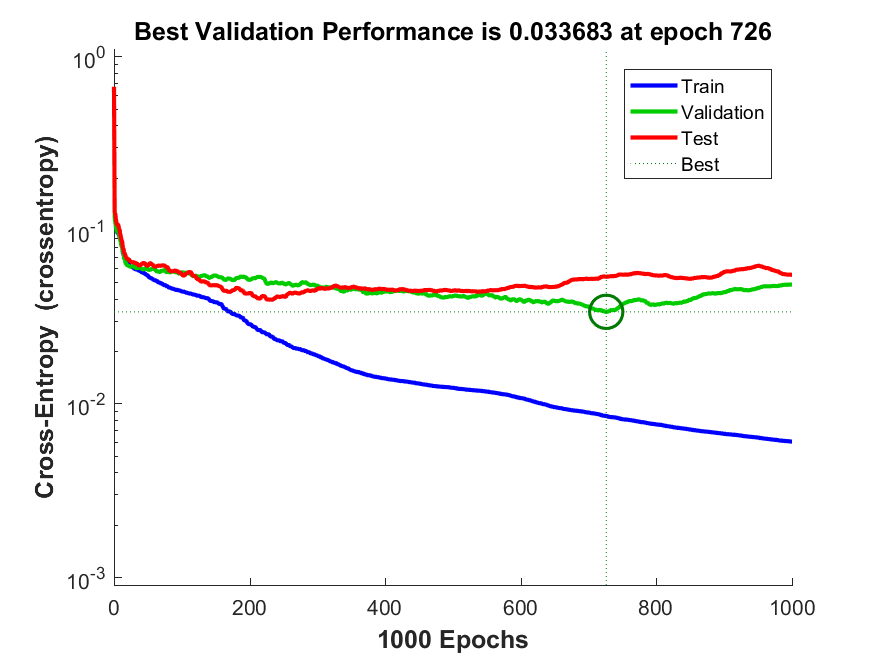 Best Validation Performance is 0.033683 at epoch 726
Cross-Entropy (crossentropy)
10^0
10^-1
10^-2
10^-3
Train
Validation
Test
Best
0 200 400 600 800 1000
1000 Epochs